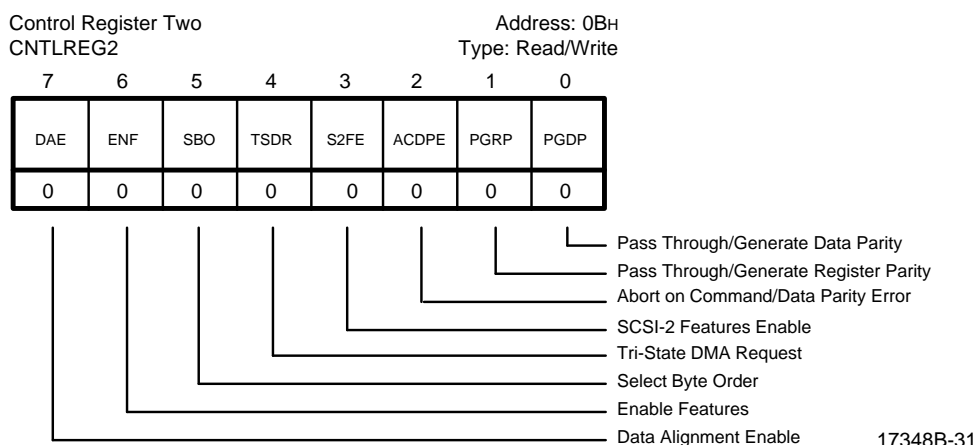 Control Register Two Address: 0BH
CNTLREG2 Type: Read/Write
7 6 5 4 3 2 1 0
DAE ENF SBO TSDR S2FE ACDPE PGRP PGDP
0 0 0 0 0 0 0 0
Pass Through/Generate Data Parity
Pass Through/Generate Register Parity
Abort on Command/Data Parity Error
SCSI-2 Features Enable
Tri-State DMA Request
Select Byte Order
Enable Features
Data Alignment Enable 17348B-31